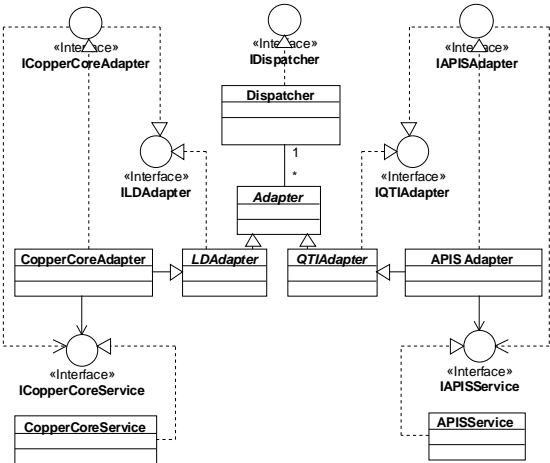 «Interface»
ICopperCoreAdapter
«Interface»
IDispatcher
«Interface»
IAPISAdapter
Dispatcher
1
*
«Interface»
ILDAdapter
«Interface»
IQTIAdapter
Adapter
CopperCoreAdapter
LDAdapter
QTIAdapter
APIS Adapter
«Interface»
ICopperCoreService
«Interface»
IAPISService
CopperCoreService
APISService